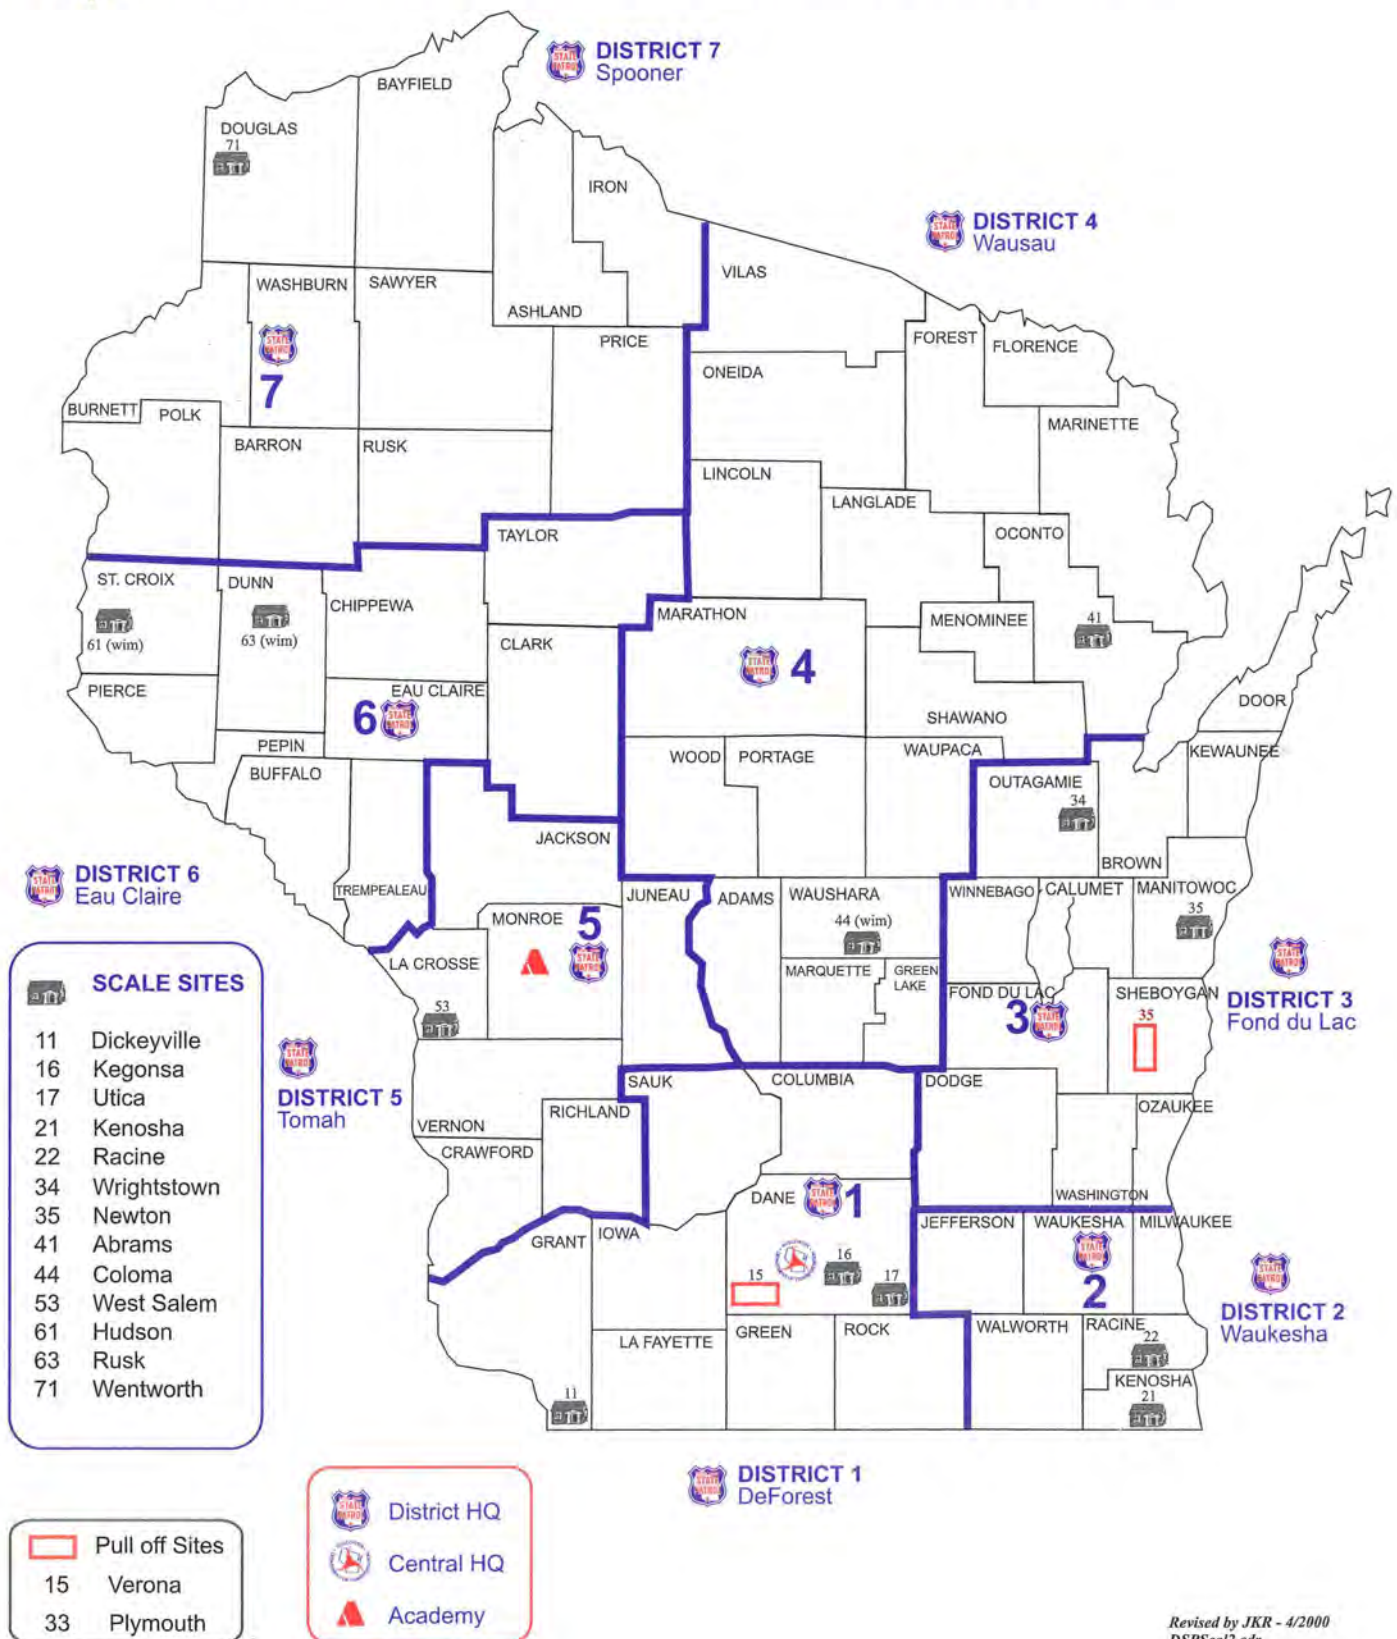 DISTRICT 7
Spooner
BAYFIELD
DOUGLAS
71
IRON
DISTRICT 4
Wausau
VILAS
WASHBURN
SAWYER
ASHLAND
PRICE
FOREST
FLORENCE
ONEIDA
7
BURNETT
POLK
MARINETTE
BARRON
RUSK
LINCOLN
LANGLADE
TAYLOR
OCONTO
ST. CROIX
DUNN
CHIPPEWA
61 (wim)
63 (wim)
MARATHON
MENOMINEE
41
CLARK
4
PIERCE
EAU CLAIRE
6
DOOR
SHAWANO
PEPIN
BUFFALO
WOOD
PORTAGE
WAUPACA
KEWAUNEE
OUTAGAMIE
34
JACKSON
BROWN
DISTRICT 6
Eau Claire
TREMPEALEAU
JUNEAU
ADAMS
WAUSHARA
44 (wim)
WINNEBAGO
CALUMET
MANITOWOC
35
MONROE
5
LA CROSSE
53
MARQUETTE
GREEN
LAKE
FOND DU LAC
3
SHEBOYGAN
35
DISTRICT 3
Fond du Lac
SCALE SITES
11 Dickeyville
16 Kegonsa
17 Utica
21 Kenosha
22 Racine
34 Wrightstown
35 Newton
41 Abrams
44 Coloma
53 West Salem
61 Hudson
63 Rusk
71 Wentworth
DISTRICT 5
Tomah
SAUK
COLUMBIA
DODGE
RICHLAND
OZAUKEE
VERNON
CRAWFORD
WASHINGTON
DANE
1
GRANT
IOWA
JEFFERSON
WAUKESHA
MILWAUKEE
15
16
17
2
DISTRICT 2
Waukesha
LA FAYETTE
GREEN
ROCK
WALWORTH
RACINE
22
KENOSHA
21
11
DISTRICT 1
DeForest
District HQ
Central HQ
Academy
Pull off Sites
15 Verona
33 Plymouth
Revised by JKR - 4/2000